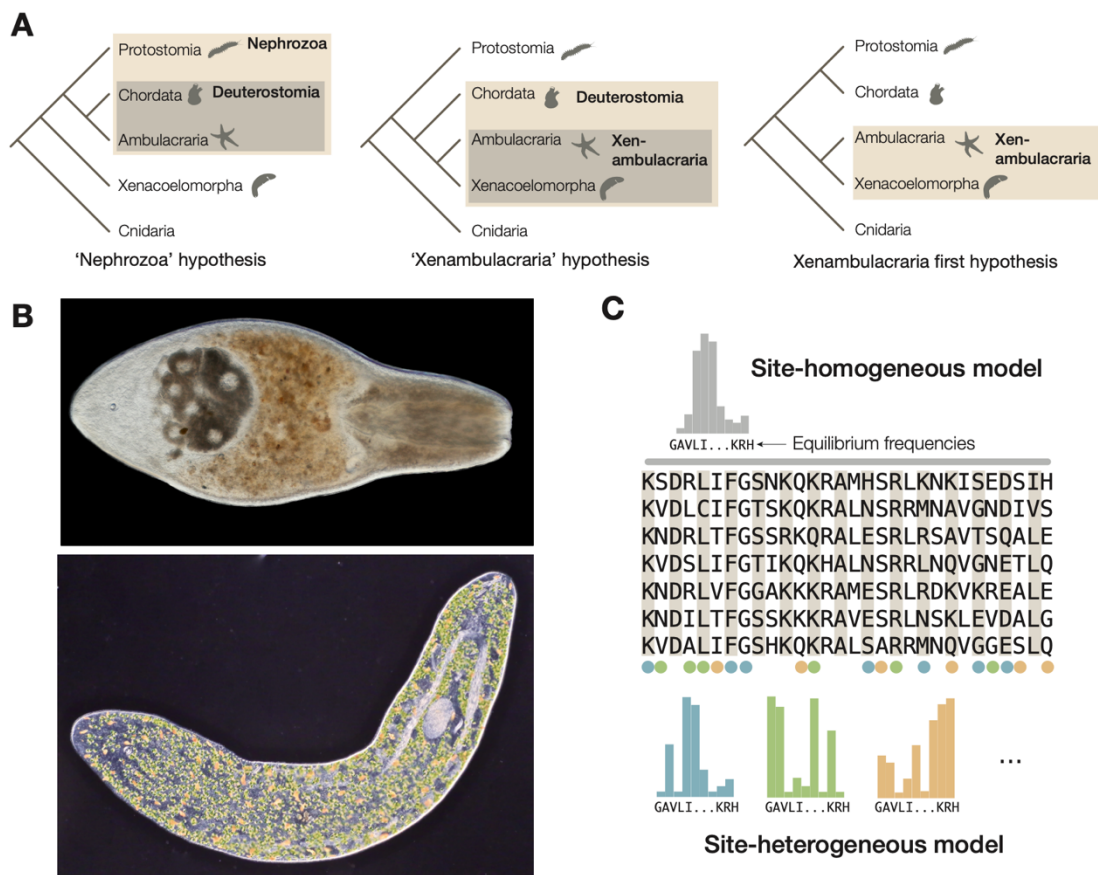 A
Protostomia
Nephrozoa
Chordata
Deuterostomia
Ambulacraria
Xenacoelomorpha
Cnidaria
‘Nephrozoa’ hypothesis
Protostomia
Chordata
Deuterostomia
Ambulacraria
Xen-
ambulacraria
Xenacoelomorpha
Cnidaria
‘Xenambulacraria’ hypothesis
Protostomia
Chordata
Ambulacraria
Xen-
ambulacraria
Xenacoelomorpha
Cnidaria
Xenambulacraria first hypothesis
B
C
Site-homogeneous model
GAVLI...KRH
Equilibrium frequencies
KSDRLIFGSNKQKRAMHSRLKNKISEDSIH
KVDLCIFGTSKQKRALNSRRMNAVGNDIVS
KNDRLTFGSSRKQRALESRLRSAVTSQALE
KVDSLIFGTIKQKHALNSRRLNQVGNETLQ
KNDRLVFGGAKKKRAMESRLRDKVKREALE
KNDILTFGSSKKKRAVESRLNSKLEVDALG
KVDALIFGSHKQKRALSARRMNQVGGESLQ
GAVLI...KRH
GAVLI...KRH
GAVLI...KRH
...
Site-heterogeneous model